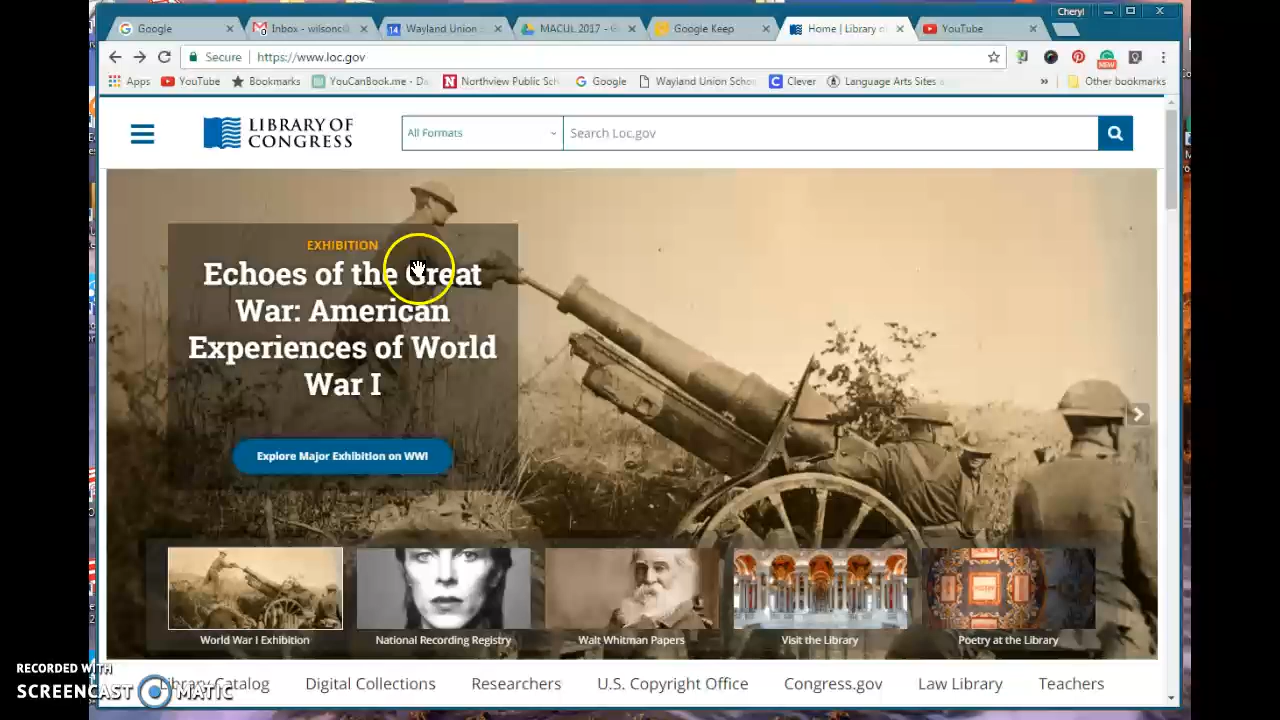 Cheryl
Google
Inbox - wilsonc@
14 Wayland Union
MACUL 2017 - G
Google Keep
Home | Library o
YouTube
Secure https://www.loc.gov
Apps YouTube Bookmarks YouCanBook.me - Da Northview Public Sch Google Wayland Union Schoo Clever Language Arts Sites a » Other bookmarks
NEW
LIBRARY OF
CONGRESS
All Formats
Search Loc.gov
EXHIBITION
Echoes of the Great
War: American
Experiences of World
War I
Explore Major Exhibition on WWI
World War I Exhibition
National Recording Registry
Walt Whitman Papers
Visit the Library
Poetry at the Library
RECORDED WITH
SCREENCAST MATIC
Library Catalog Digital Collections Researchers U.S. Copyright Office Congress.gov Law Library Teachers